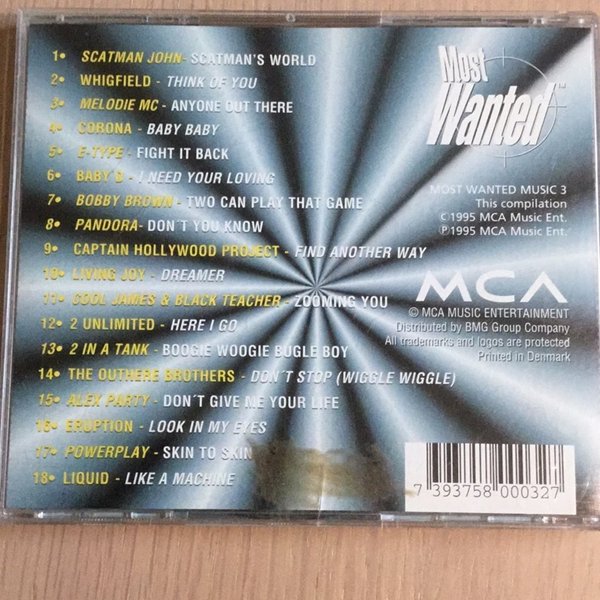 1• SCATMAN JOHN- SCATMAN'S WORLD
2• WHIGFIELD - THINK OF YOU
3• MELODIE MC - ANYONE OUT THERE
4• CORONA - BABY BABY
5• E-TYPE - FIGHT IT BACK
6• BABY D - I NEED YOUR LOVING
7• BOBBY BROWN - TWO CAN PLAY THAT GAME
8• PANDORA- DON´T YOU KNOW
9• CAPTAIN HOLLYWOOD PROJECT - FIND ANOTHER WAY
10• LIVING JOY - DREAMER
11• COOL JAMES & BLACK TEACHER - ZOOMING YOU
12• 2 UNLIMITED - HERE I GO
13• 2 IN A TANK - BOOGIE WOOGIE BUGLE BOY
14• THE OUTHERE BROTHERS - DON´T STOP (WIGGLE WIGGLE)
15• ALEX PARTY - DON´T GIVE ME YOUR LIFE
16• ERUPTION - LOOK IN MY EYES
17• POWERPLAY - SKIN TO SKIN
18• LIQUID - LIKE A MACHINE
Most
Wanted™
MOST WANTED MUSIC 3
This compilation
©1995 MCA Music Ent.
℗1995 MCA Music Ent.
MCA
© MCA MUSIC ENTERTAINMENT
Distributed by BMG Group Company
All trademarks and logos are protected
Printed in Denmark
7 393758 000327